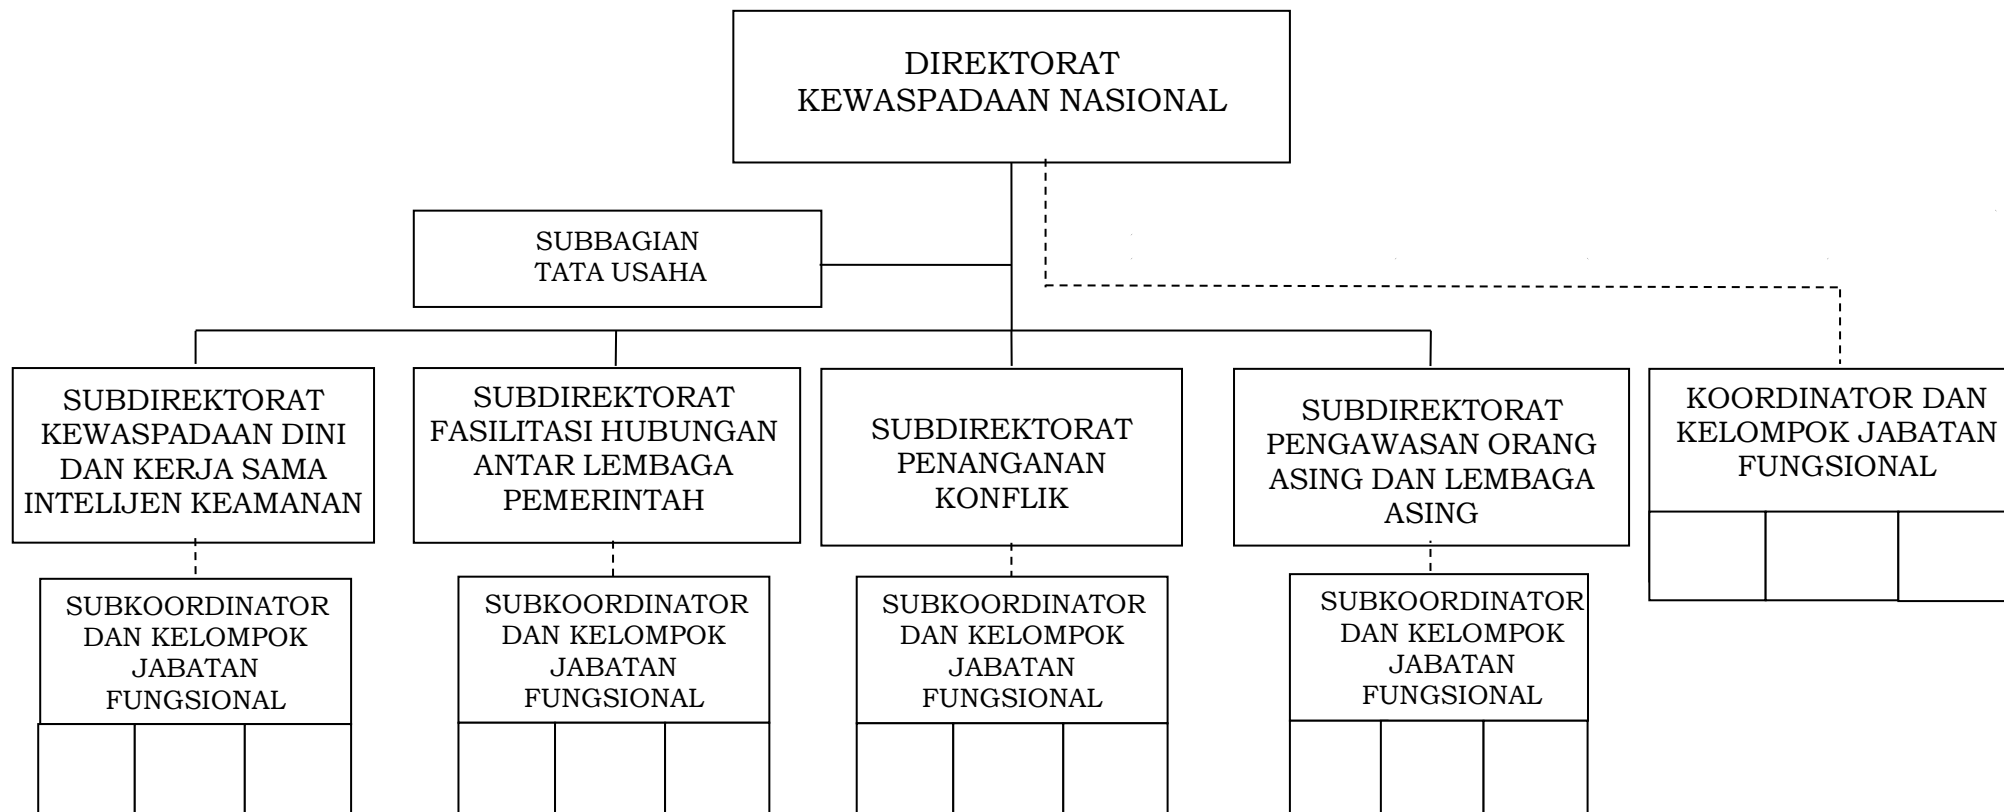 DIREKTORAT
KEWASPADAAN NASIONAL
SUBBAGIAN
TATA USAHA
SUBDIREKTORAT
KEWASPADAAN DINI
DAN KERJA SAMA
INTELIJEN KEAMANAN
SUBDIREKTORAT
FASILITASI HUBUNGAN
ANTAR LEMBAGA
PEMERINTAH
SUBDIREKTORAT
PENANGANAN
KONFLIK
SUBDIREKTORAT
PENGAWASAN ORANG
ASING DAN LEMBAGA
ASING
KOORDINATOR DAN
KELOMPOK JABATAN
FUNGSIONAL
SUBKOORDINATOR
DAN KELOMPOK
JABATAN
FUNGSIONAL
SUBKOORDINATOR
DAN KELOMPOK
JABATAN
FUNGSIONAL
SUBKOORDINATOR
DAN KELOMPOK
JABATAN
FUNGSIONAL
SUBKOORDINATOR
DAN KELOMPOK
JABATAN
FUNGSIONAL